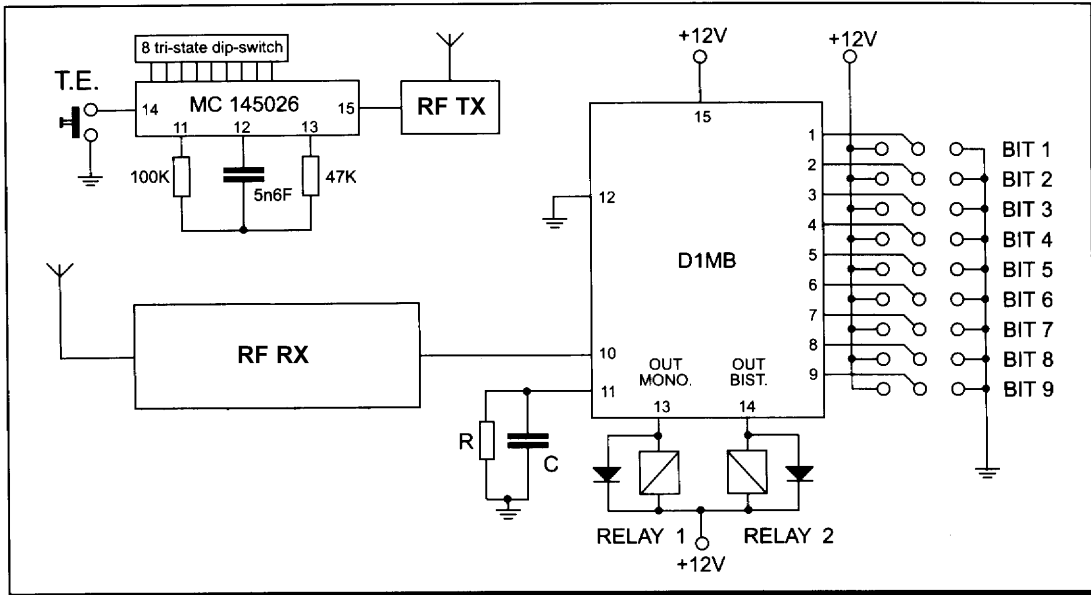 8 tri-state dip-switch
T.E.
14
MC 145026
15
11
12
13
100K
5n6F
47K
RF TX
RF RX
+12V
+12V
15
12
D1MB
10
11
OUT MONO.
OUT BIST.
13
14
1
2
3
4
5
6
7
8
9
BIT 1
BIT 2
BIT 3
BIT 4
BIT 5
BIT 6
BIT 7
BIT 8
BIT 9
R
C
RELAY 1
RELAY 2
+12V